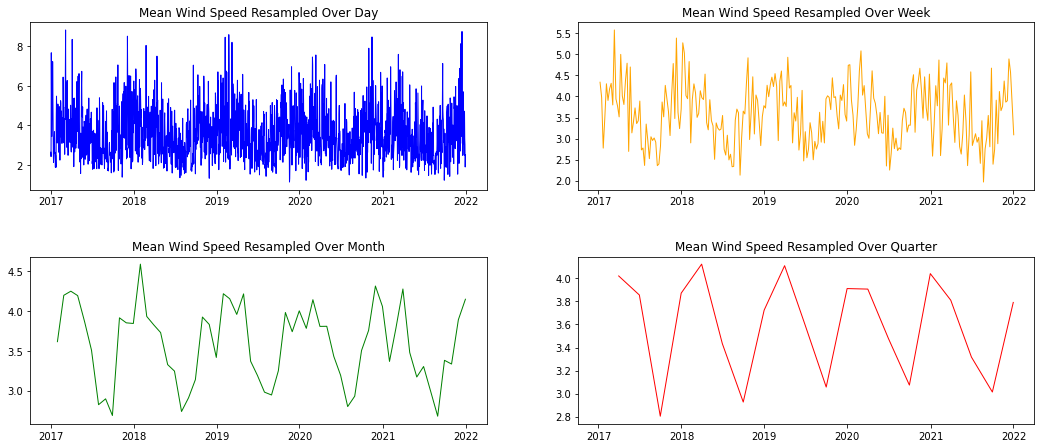 Mean Wind Speed Resampled Over Day
8
6
4
2
2017 2018 2019 2020 2021 2022
Mean Wind Speed Resampled Over Week
5.5
5.0
4.5
4.0
3.5
3.0
2.5
2.0
2017 2018 2019 2020 2021 2022
Mean Wind Speed Resampled Over Month
4.5
4.0
3.5
3.0
2017 2018 2019 2020 2021 2022
Mean Wind Speed Resampled Over Quarter
4.0
3.8
3.6
3.4
3.2
3.0
2.8
2017 2018 2019 2020 2021 2022